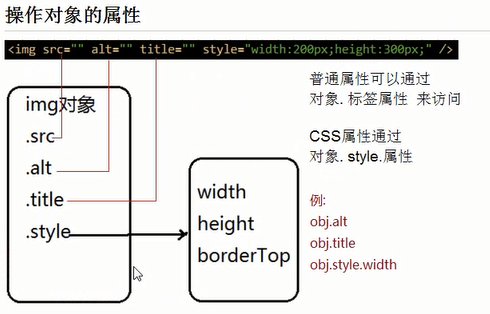 操作对象的属性
<img src="" alt="" title="" style="width:200px;height:300px;" />
img对象
.src
.alt
.title
.style
width
height
borderTop
普通属性可以通过
对象.标签属性 来访问
CSS属性通过
对象.style.属性
例:
obj.alt
obj.title
obj.style.width